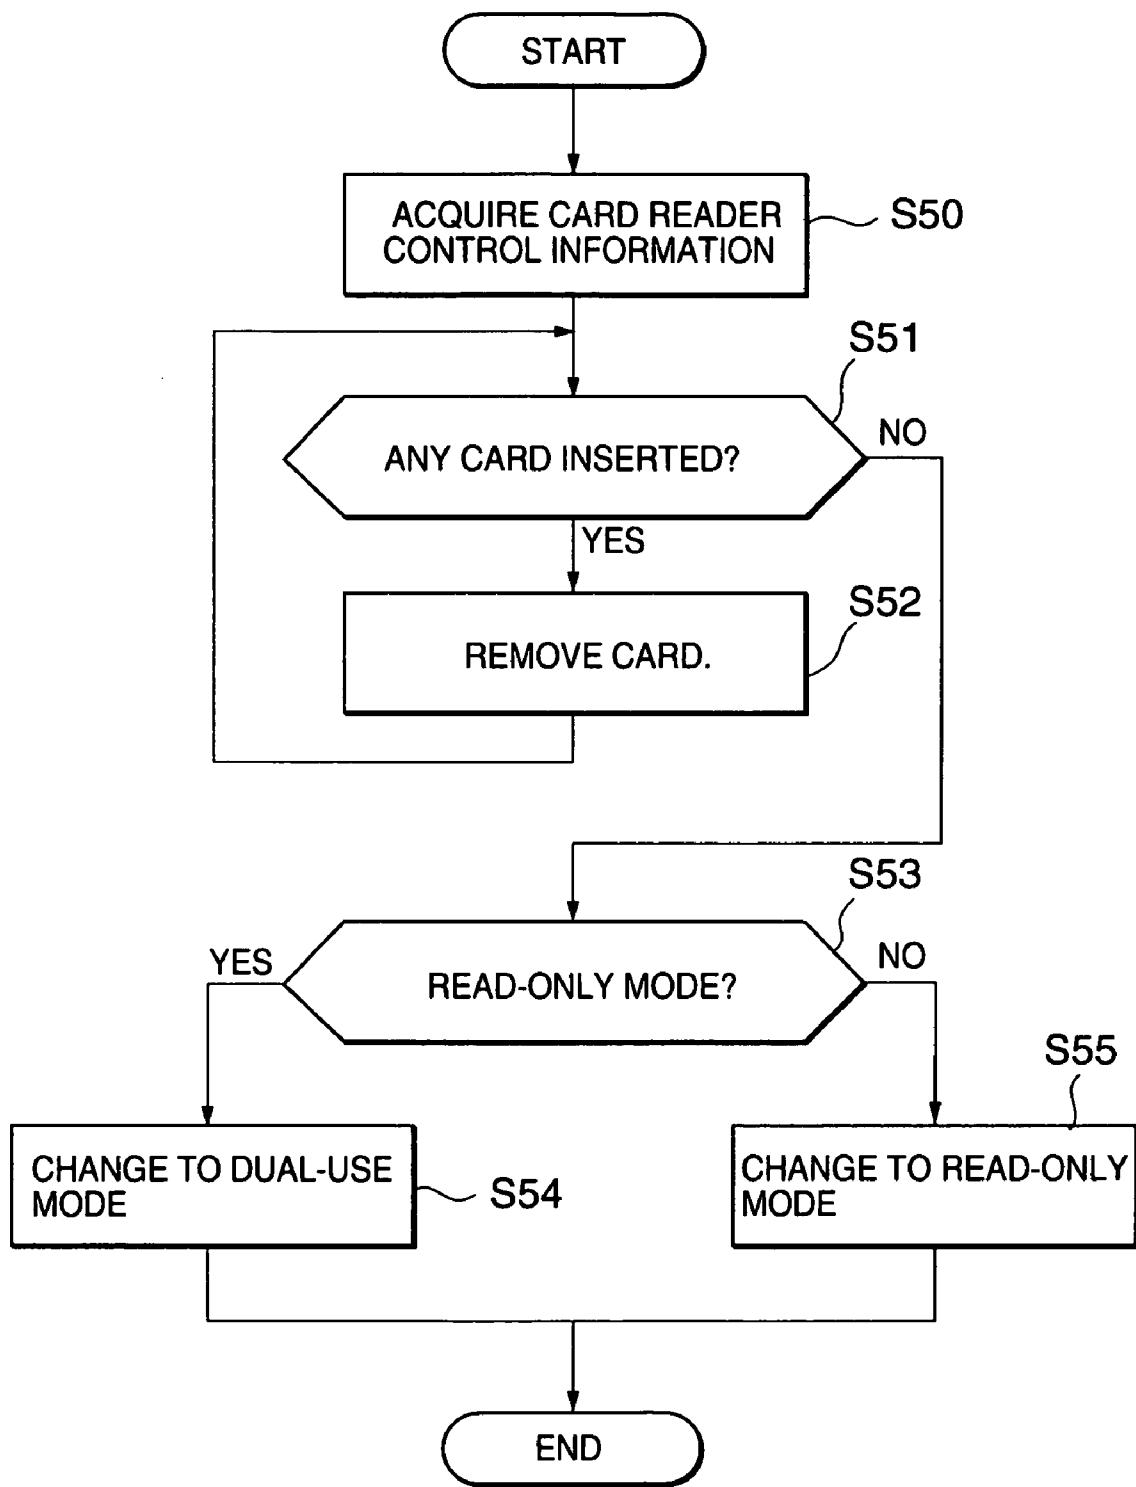 START
ACQUIRE CARD READER
CONTROL INFORMATION
S50
S51
ANY CARD INSERTED?
NO
YES
S52
REMOVE CARD.
S53
YES
READ-ONLY MODE?
NO
S55
CHANGE TO DUAL-USE
MODE
S54
CHANGE TO READ-ONLY
MODE
END